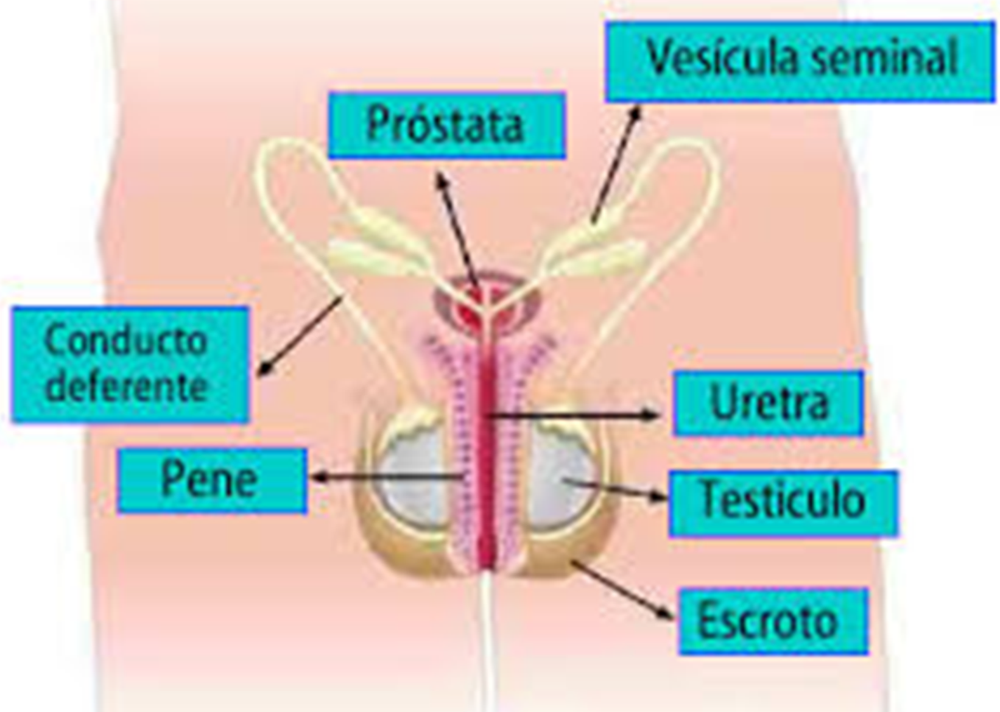 Vesícula seminal
Próstata
Conducto
deferente
Uretra
Pene
Testiculo
Escroto